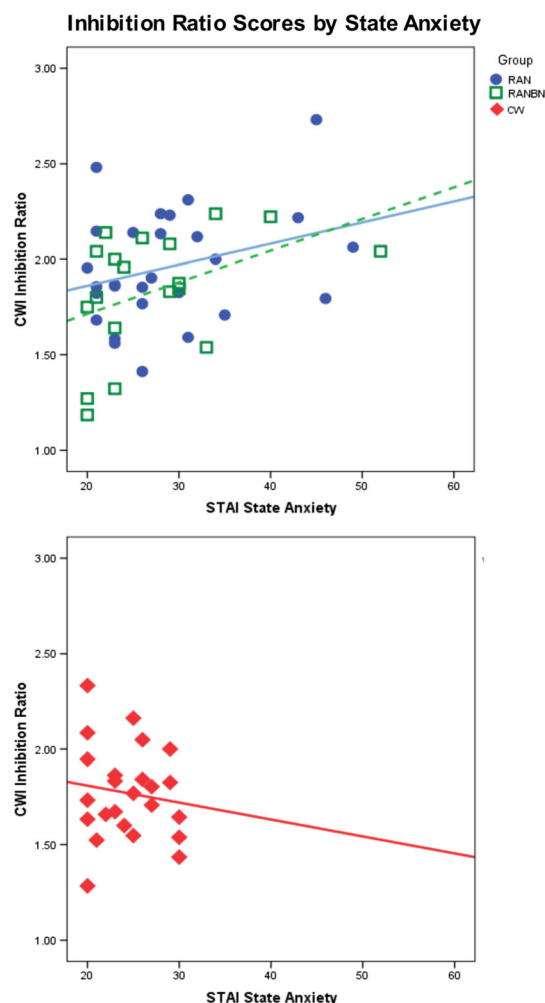 Inhibition Ratio Scores by State Anxiety
Group
RAN
RANBN
CW
3.00
2.50
2.00
1.50
1.00
CWI Inhibition Ratio
20 30 40 50 60
STAI State Anxiety
3.00
2.50
2.00
1.50
1.00
CWI Inhibition Ratio
20 30 40 50 60
STAI State Anxiety